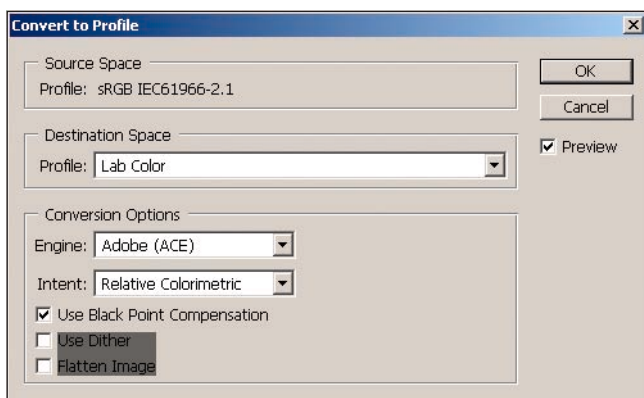 Convert to Profile
Source Space
Profile: sRGB IEC61966-2.1
OK
Cancel
Preview
Destination Space
Profile: Lab Color
Conversion Options
Engine: Adobe (ACE)
Intent: Relative Colorimetric
Use Black Point Compensation
Use Dither
Flatten Image